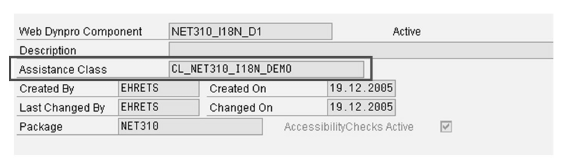 Web Dynpro Component NET310_I18N_D1 Active
Description
Assistance Class CL_NET310_I18N_DEMO
Created By EHRETS Created On 19.12.2005
Last Changed By EHRETS Changed On 19.12.2005
Package NET310 AccessibilityChecks Active